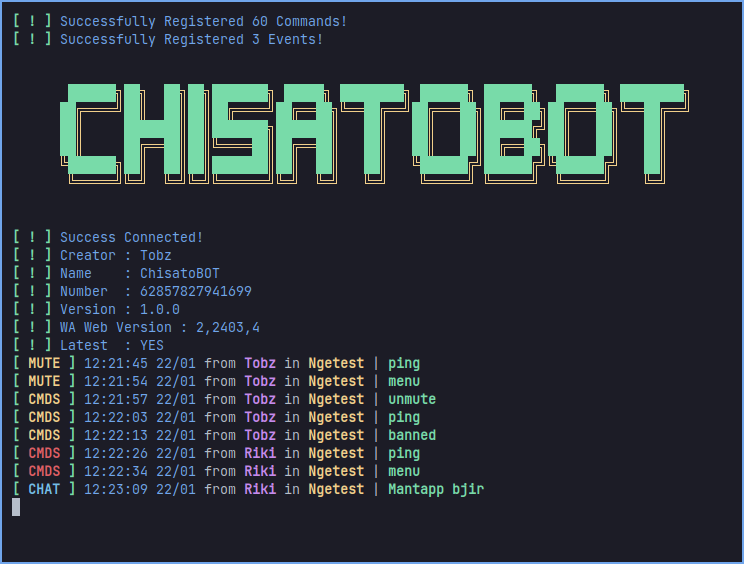 [ ! ] Successfully Registered 60 Commands!
[ ! ] Successfully Registered 3 Events!
CHISATOBOT
[ ! ] Success Connected!
[ ! ] Creator : Tobz
[ ! ] Name    : ChisatoBOT
[ ! ] Number  : 62857827941699
[ ! ] Version : 1.0.0
[ ! ] WA Web Version : 2,2403,4
[ ! ] Latest  : YES
[ MUTE ] 12:21:45 22/01 from Tobz in Ngetest | ping
[ MUTE ] 12:21:54 22/01 from Tobz in Ngetest | menu
[ CMDS ] 12:21:57 22/01 from Tobz in Ngetest | unmute
[ CMDS ] 12:22:03 22/01 from Tobz in Ngetest | ping
[ CMDS ] 12:22:13 22/01 from Tobz in Ngetest | banned
[ CMDS ] 12:22:26 22/01 from Riki in Ngetest | ping
[ CMDS ] 12:22:34 22/01 from Riki in Ngetest | menu
[ CHAT ] 12:23:09 22/01 from Riki in Ngetest | Mantapp bjir